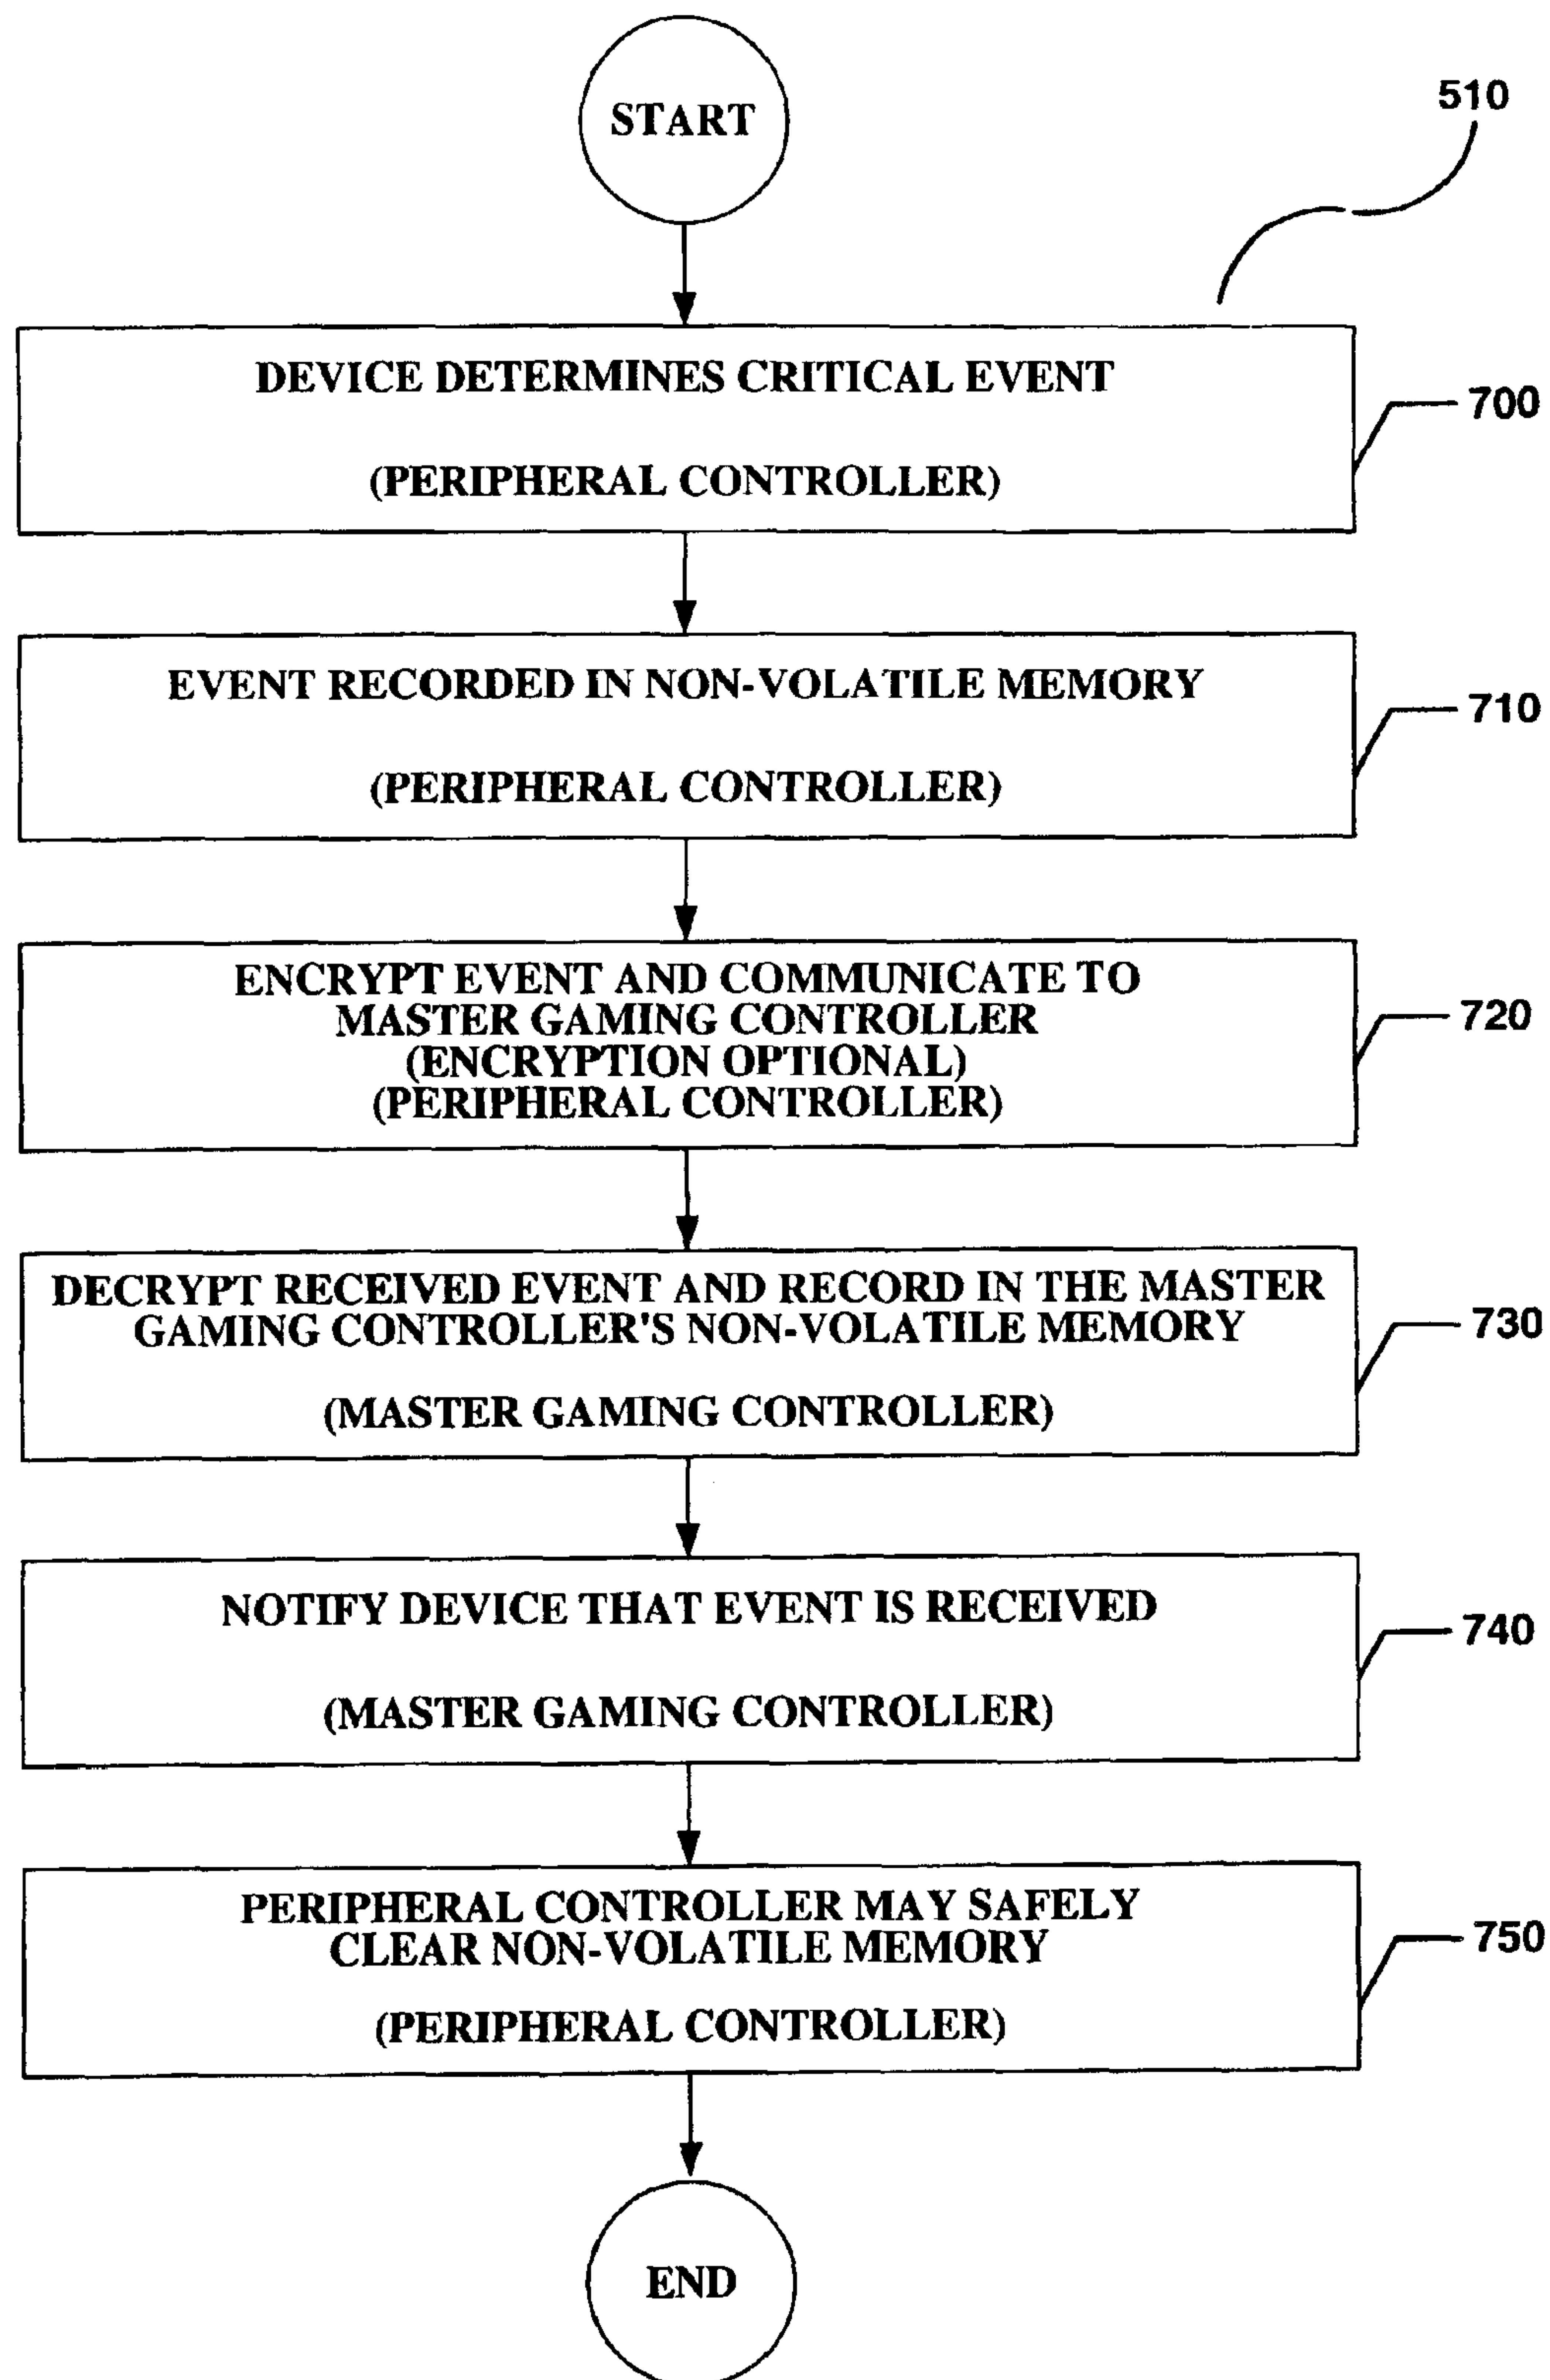 START
510
DEVICE DETERMINES CRITICAL EVENT
(PERIPHERAL CONTROLLER)
700
EVENT RECORDED IN NON-VOLATILE MEMORY
(PERIPHERAL CONTROLLER)
710
ENCRYPT EVENT AND COMMUNICATE TO
MASTER GAMING CONTROLLER
(ENCRYPTION OPTIONAL)
(PERIPHERAL CONTROLLER)
720
DECRYPT RECEIVED EVENT AND RECORD IN THE MASTER
GAMING CONTROLLER'S NON-VOLATILE MEMORY
(MASTER GAMING CONTROLLER)
730
NOTIFY DEVICE THAT EVENT IS RECEIVED
(MASTER GAMING CONTROLLER)
740
PERIPHERAL CONTROLLER MAY SAFELY
CLEAR NON-VOLATILE MEMORY
(PERIPHERAL CONTROLLER)
750
END